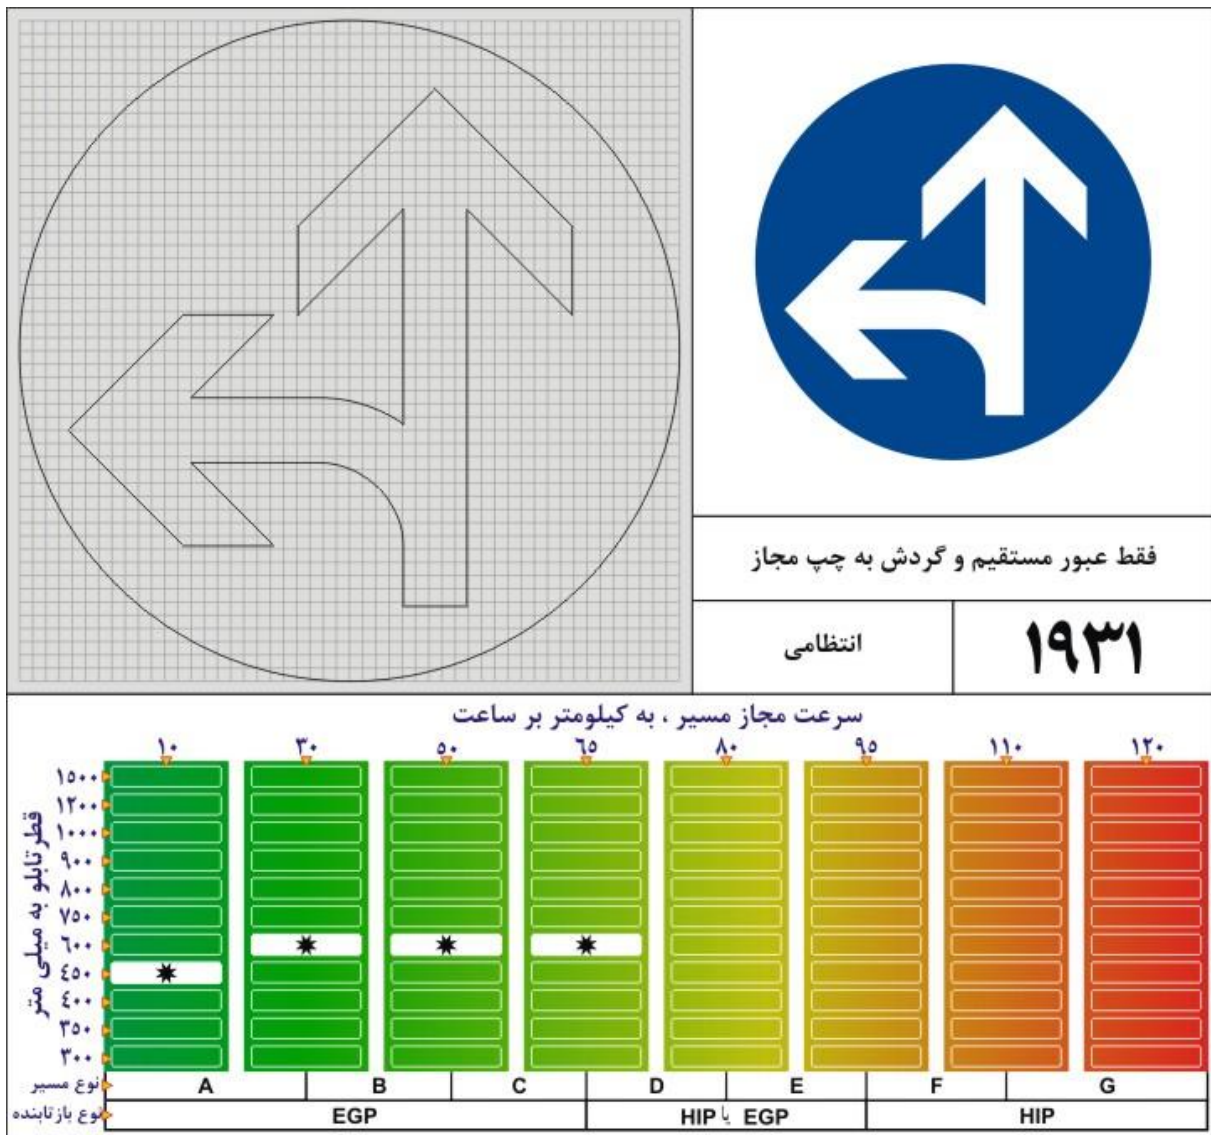 فقط عبور مستقیم و گردش به چپ مجاز
۱۹۳۱
انتظامی
سرعت مجاز مسیر ، به کیلومتر بر ساعت
۱۰ ۳۰ ۵۰ ۶۵ ۸۰ ۹۵ ۱۱۰ ۱۲۰
قطر تابلو به میلی متر
۱۵۰۰
۱۲۰۰
۱۰۰۰
۹۰۰
۸۰۰
۷۵۰
۶۰۰
٤۵۰
٤۰۰
۳۵۰
۳۰۰
نوع مسیر A B C D E F G
نوع بازتابنده EGP HIP یا EGP HIP